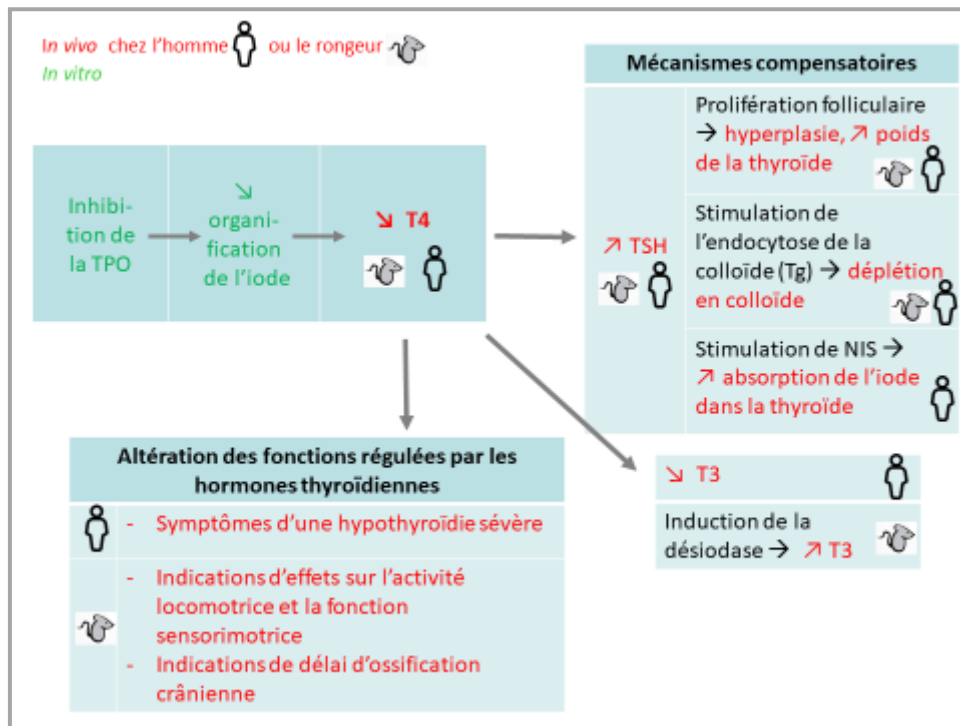 In vivo chez l'homme ou le rongeur
In vitro
Inhibi-
tion de
la TPO
↘
organi-
fication
de l'iode
↘ T4
Mécanismes compensatoires
↗ TSH
Prolifération folliculaire
→ hyperplasie, ↗ poids
de la thyroïde
Stimulation de
l'endocytose de la
colloïde (Tg) → déplétion
en colloïde
Stimulation de NIS →
↗ absorption de l'iode
dans la thyroïde
Altération des fonctions régulées par les
hormones thyroïdiennes
- Symptômes d'une hypothyroïdie sévère
- Indications d'effets sur l'activité
locomotrice et la fonction
sensorimotrice
- Indications de délai d'ossification
crânienne
↘ T3
Induction de la
désiodase → ↗ T3